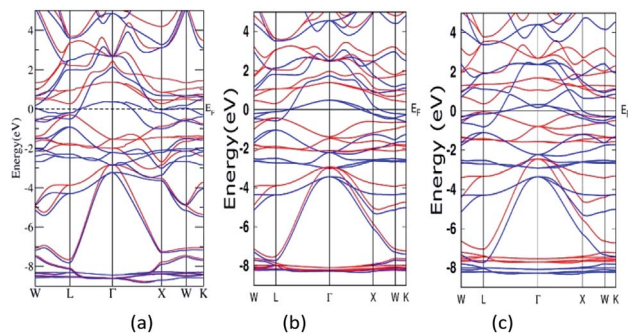 4
2
0
-2
-4
-6
-8
Energy(eV)
E_F
W L Γ X W K
(a)
4
2
0
-2
-4
-6
-8
Energy(eV)
E_F
W L Γ X W K
(b)
4
2
0
-2
-4
-6
-8
Energy (eV)
E_F
W L Γ X W K
(c)